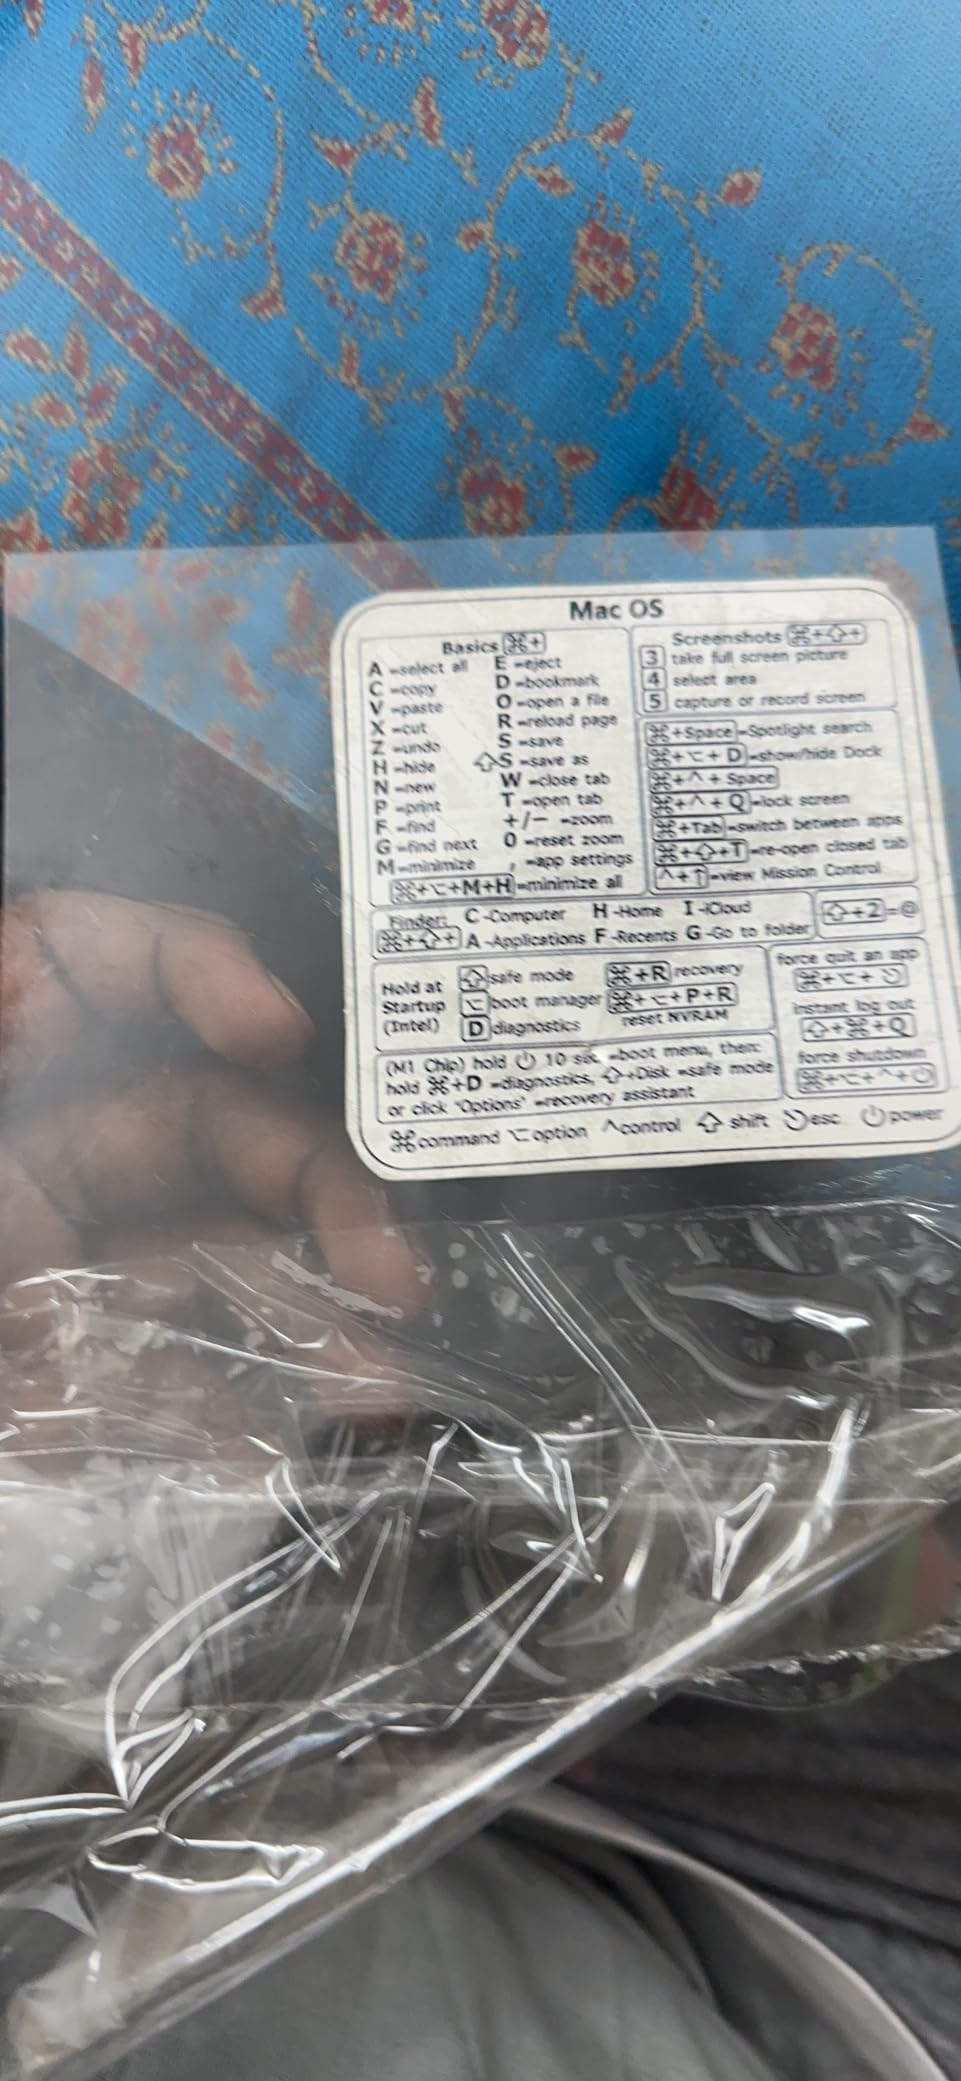 Mac OS
Basics ⌘+
A =select all
C =copy
V =paste
X =cut
Z =undo
H =hide
N =new
P =print
F =find
G =find next
M=minimize
E =eject
D =bookmark
O =open a file
R =reload page
S =save
⇧S =save as
W =close tab
T =open tab
+/- =zoom
0 =reset zoom
, =app settings
⌘+⌥+M+H =minimize all
Screenshots ⌘+⇧+
3 take full screen picture
4 select area
5 capture or record screen
⌘+Space =Spotlight search
⌘+⌥+D =show/hide Dock
⌘+^+Space
⌘+^+Q =lock screen
⌘+Tab =switch between apps
⌘+⇧+T =re-open closed tab
^+↑ =view Mission Control
Finder: C -Computer H -Home I -iCloud
⌘+⇧+ A -Applications F -Recents G -Go to folder
⇧+2=@
Hold at
Startup
(Intel)
⇧ safe mode ⌘+R recovery
⌥ boot manager ⌘+⌥+P+R
D diagnostics reset NVRAM
force quit an app
⌘+⌥+⎋
instant log out
⇧+⌘+Q
force shutdown
⌘+⌥+^+⏻
(M1 Chip) hold ⏻ 10 sec =boot menu, then:
hold ⌘+D =diagnostics, ⇧+Disk =safe mode
or click 'Options' =recovery assistant
⌘command ⌥option ^control ⇧ shift ⎋esc ⏻power